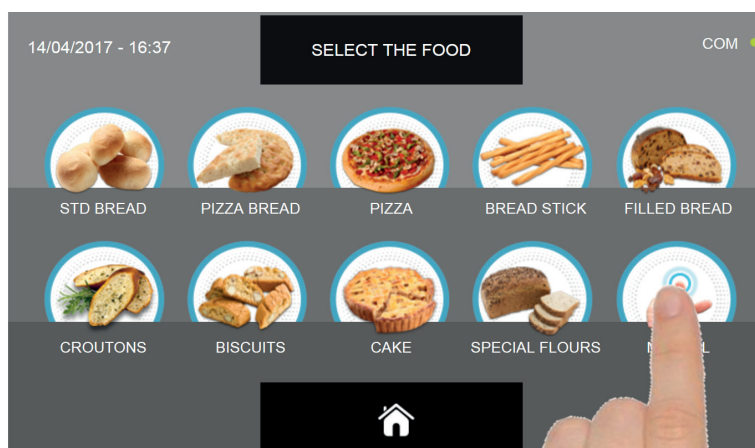 14/04/2017 - 16:37
SELECT THE FOOD
COM
STD BREAD
PIZZA BREAD
PIZZA
BREAD STICK
FILLED BREAD
CROUTONS
BISCUITS
CAKE
SPECIAL FLOURS